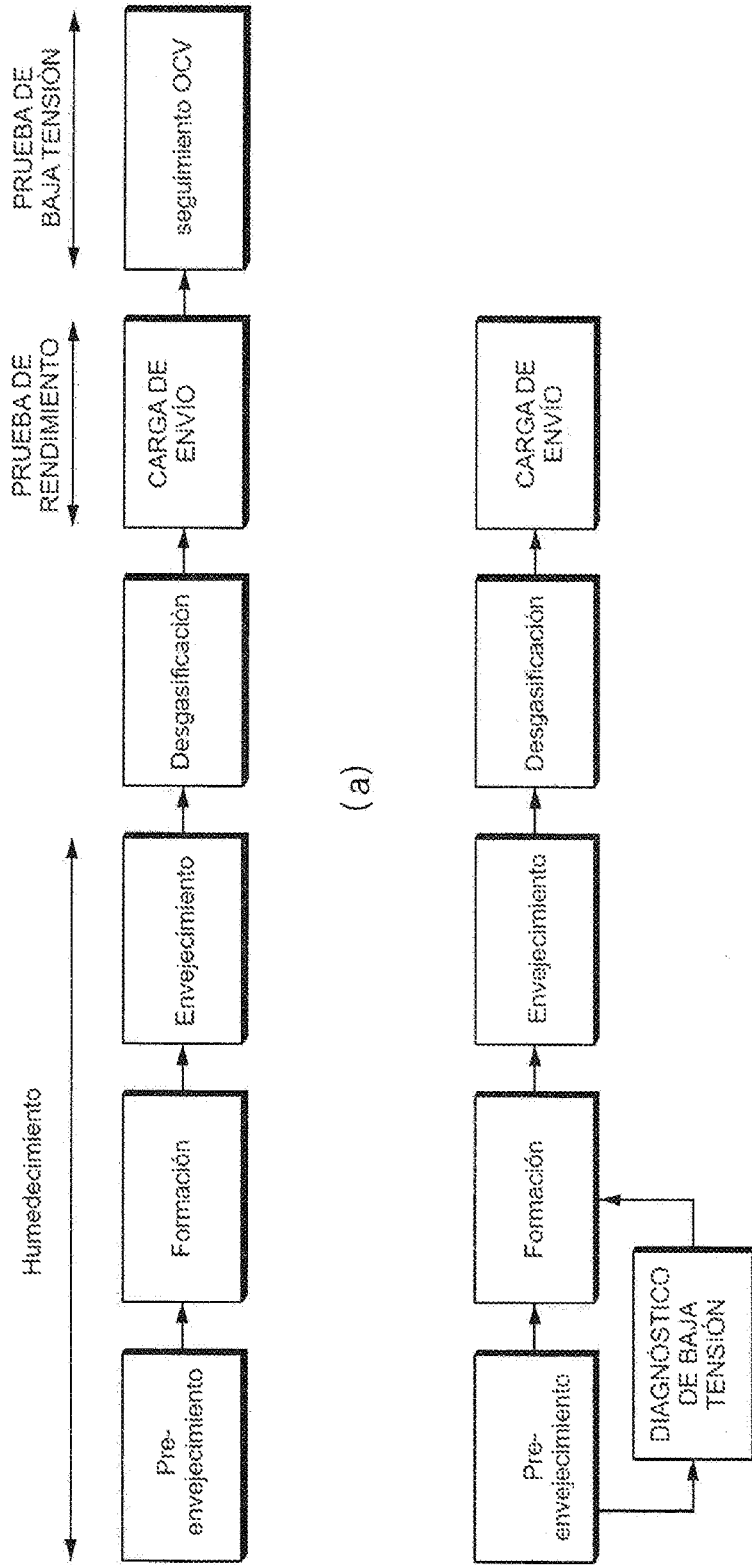 Humedecimiento
PRUEBA DE
RENDIMIENTO
PRUEBA DE
BAJA TENSIÓN
Pre-
envejecimiento
Formación
Envejecimiento
Desgasificación
CARGA DE
ENVÍO
seguimiento OCV
(a)
Pre-
envejecimiento
Formación
Envejecimiento
Desgasificación
CARGA DE
ENVÍO
DIAGNÓSTICO
DE BAJA
TENSIÓN